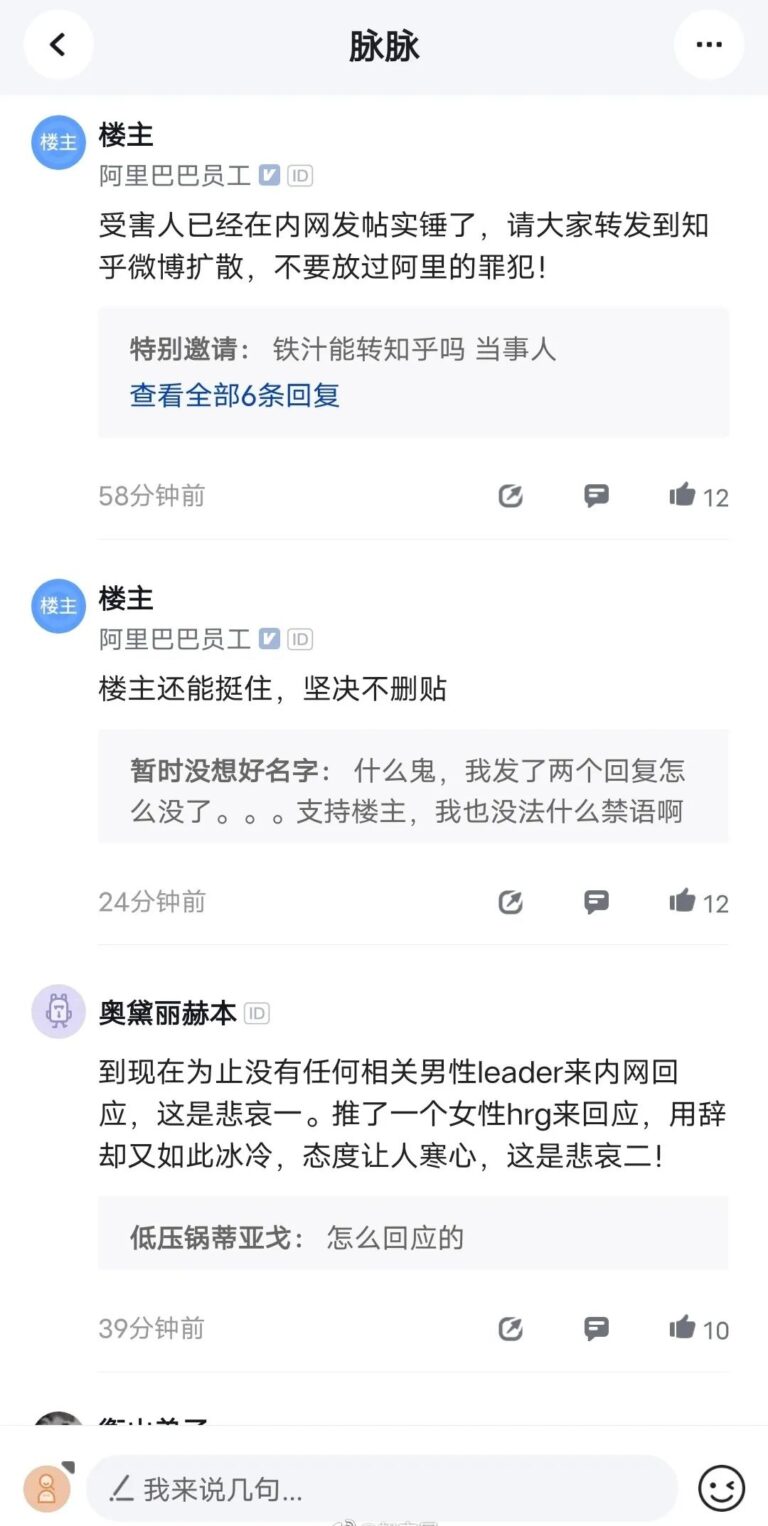 脉脉
楼主
楼主
阿里巴巴员工 V ID
受害人已经在内网发帖实锤了，请大家转发到知
乎微博扩散，不要放过阿里的罪犯！
特别邀请： 铁汁能转知乎吗 当事人
查看全部6条回复
58分钟前
12
楼主
楼主
阿里巴巴员工 V ID
楼主还能挺住，坚决不删贴
暂时没想好名字： 什么鬼，我发了两个回复怎
么没了。。。支持楼主，我也没法什么禁语啊
24分钟前
12
奥黛丽赫本 ID
到现在为止没有任何相关男性leader来内网回
应，这是悲哀一。推了一个女性hrg来回应，用辞
却又如此冰冷，态度让人寒心，这是悲哀二！
低压锅蒂亚戈： 怎么回应的
39分钟前
10
我来说几句...